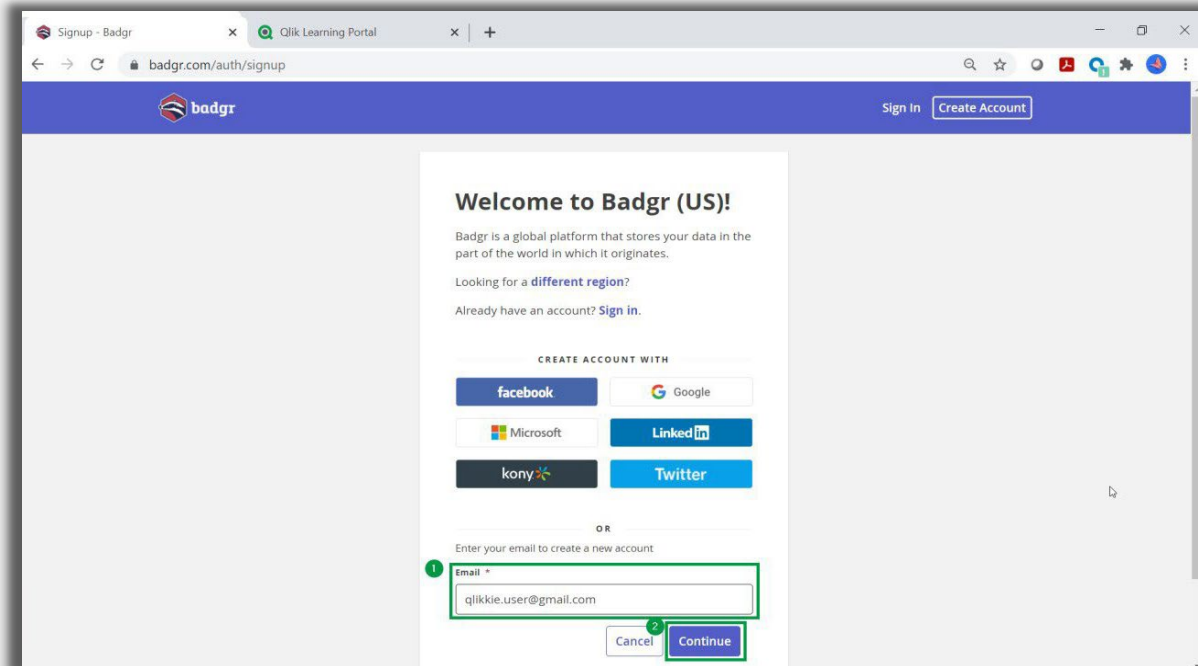 Signup - Badgr
Qlik Learning Portal
badgr.com/auth/signup
badgr
Sign In
Create Account
Welcome to Badgr (US)!
Badgr is a global platform that stores your data in the
part of the world in which it originates.
Looking for a different region?
Already have an account? Sign in.
CREATE ACCOUNT WITH
facebook
Google
Microsoft
Linked in
kony
Twitter
OR
Enter your email to create a new account
1
Email *
qlikkie.user@gmail.com
2
Cancel
Continue